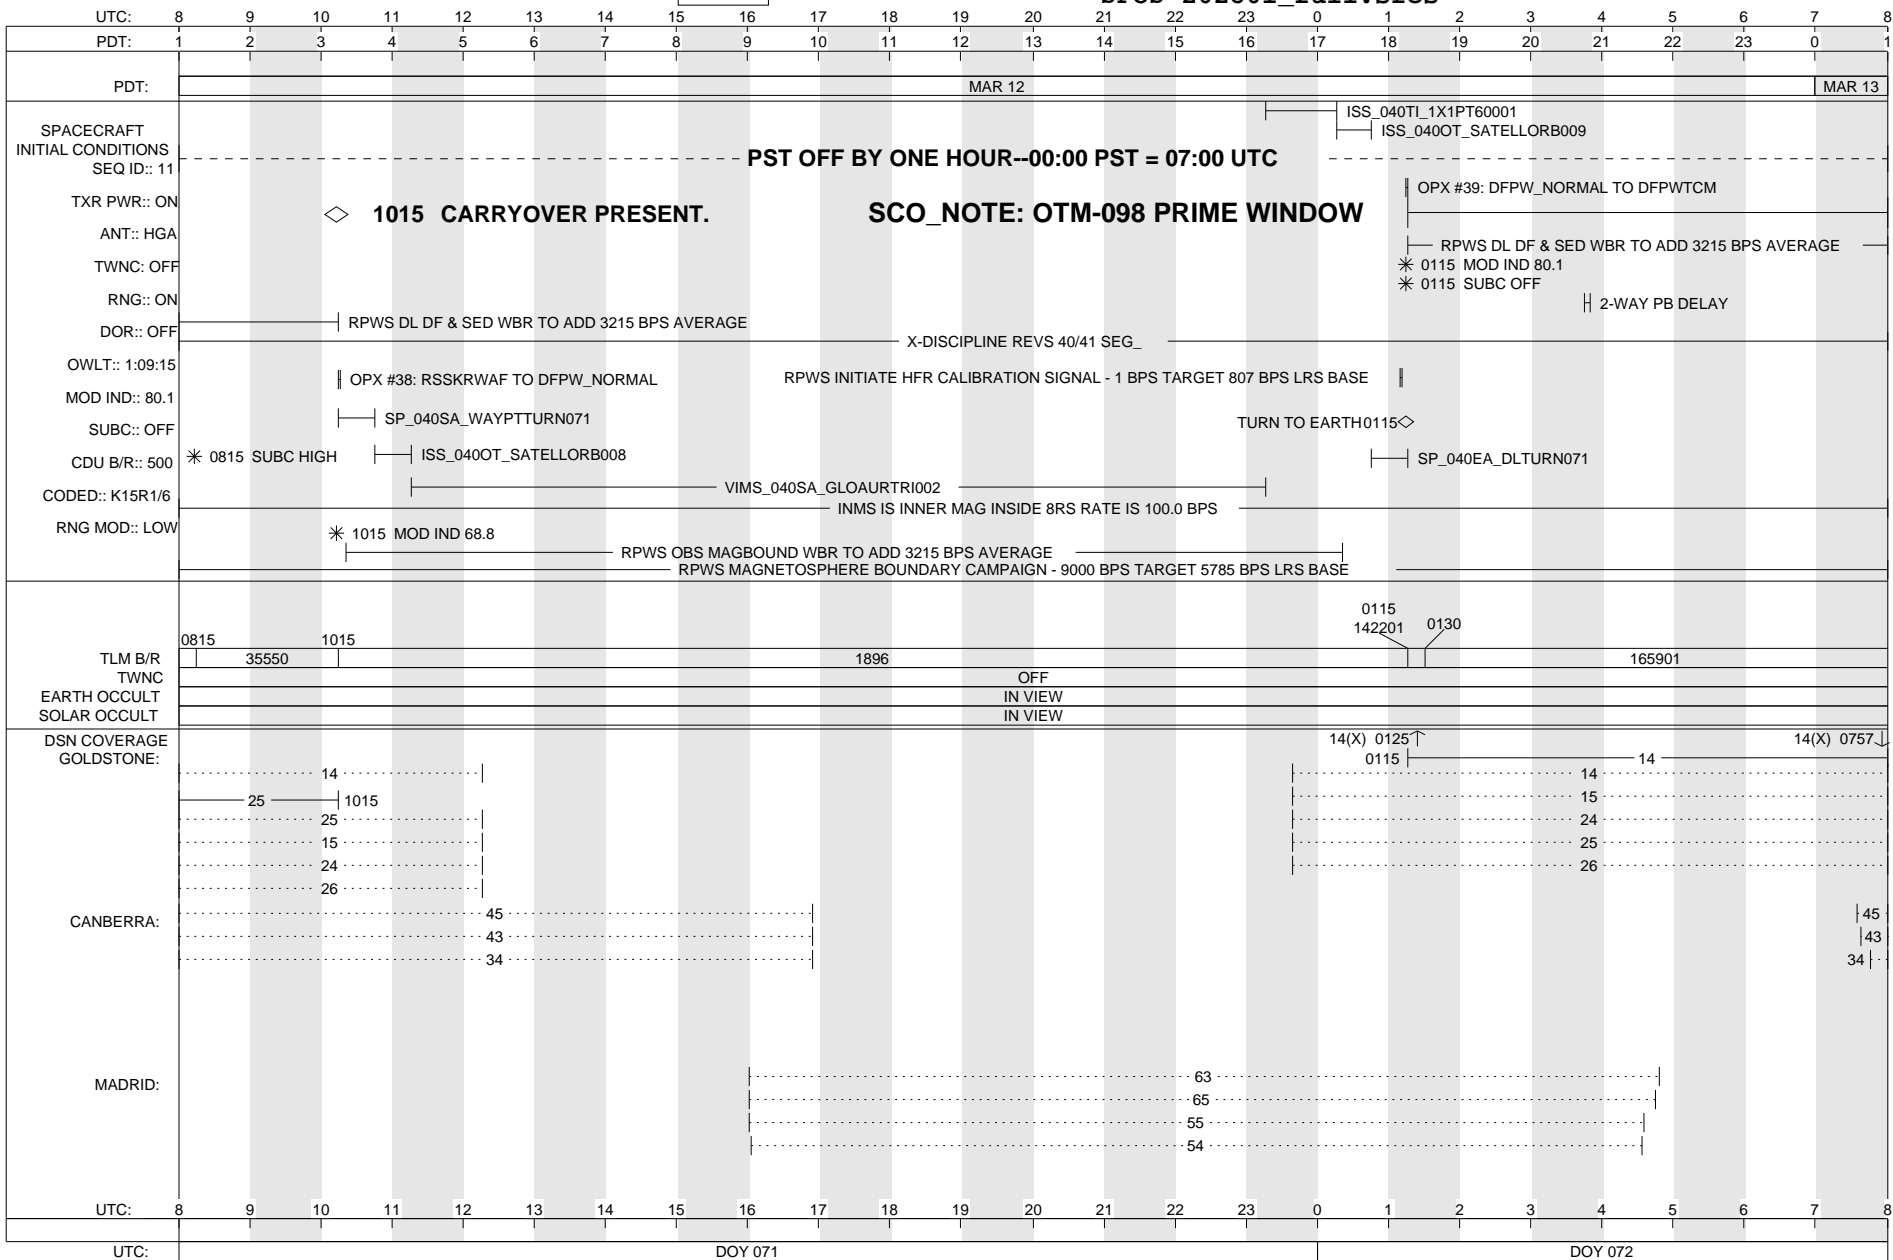 UTC: 8 9 10 11 12 13 14 15 16 17 18 19 20 21 22 23 0 1 2 3 4 5 6 7 8
PDT: 1 2 3 4 5 6 7 8 9 10 11 12 13 14 15 16 17 18 19 20 21 22 23 0 1
PDT: MAR 12 MAR 13
ISS_040TI_1X1PT60001
SPACECRAFT
INITIAL CONDITIONS
ISS_040OT_SATELLORB009
SEQ ID:: 11
PST OFF BY ONE HOUR--00:00 PST = 07:00 UTC
OPX #39: DFPW_NORMAL TO DFPWTCM
TXR PWR:: ON
1015 CARRYOVER PRESENT.
SCO_NOTE: OTM-098 PRIME WINDOW
ANT:: HGA
RPWS DL DF & SED WBR TO ADD 3215 BPS AVERAGE
TWNC: OFF
0115 MOD IND 80.1
0115 SUBC OFF
RNG:: ON
2-WAY PB DELAY
DOR:: OFF
RPWS DL DF & SED WBR TO ADD 3215 BPS AVERAGE
X-DISCIPLINE REVS 40/41 SEG_
OWLT:: 1:09:15
OPX #38: RSSKRWAF TO DFPW_NORMAL
RPWS INITIATE HFR CALIBRATION SIGNAL - 1 BPS TARGET 807 BPS LRS BASE
MOD IND:: 80.1
SP_040SA_WAYPTTURN071
TURN TO EARTH0115
SUBC:: OFF
0815 SUBC HIGH
ISS_040OT_SATELLORB008
SP_040EA_DLTURN071
CDU B/R:: 500
VIMS_040SA_GLOAURTRI002
CODED:: K15R1/6
INMS IS INNER MAG INSIDE 8RS RATE IS 100.0 BPS
RNG MOD:: LOW
1015 MOD IND 68.8
RPWS OBS MAGBOUND WBR TO ADD 3215 BPS AVERAGE
RPWS MAGNETOSPHERE BOUNDARY CAMPAIGN - 9000 BPS TARGET 5785 BPS LRS BASE
0115
142201 0130
0815 1015
TLM B/R 35550 1896 165901
TWNC OFF
EARTH OCCULT IN VIEW
SOLAR OCCULT IN VIEW
DSN COVERAGE 14(X) 0125 14(X) 0757
GOLDSTONE: 0115 14
14 14
25 1015 15
25 24
15 25
24 26
26
CANBERRA: 45 45
43 43
34 34
MADRID: 63
65
55
54
UTC: 8 9 10 11 12 13 14 15 16 17 18 19 20 21 22 23 0 1 2 3 4 5 6 7 8
UTC: DOY 071 DOY 072